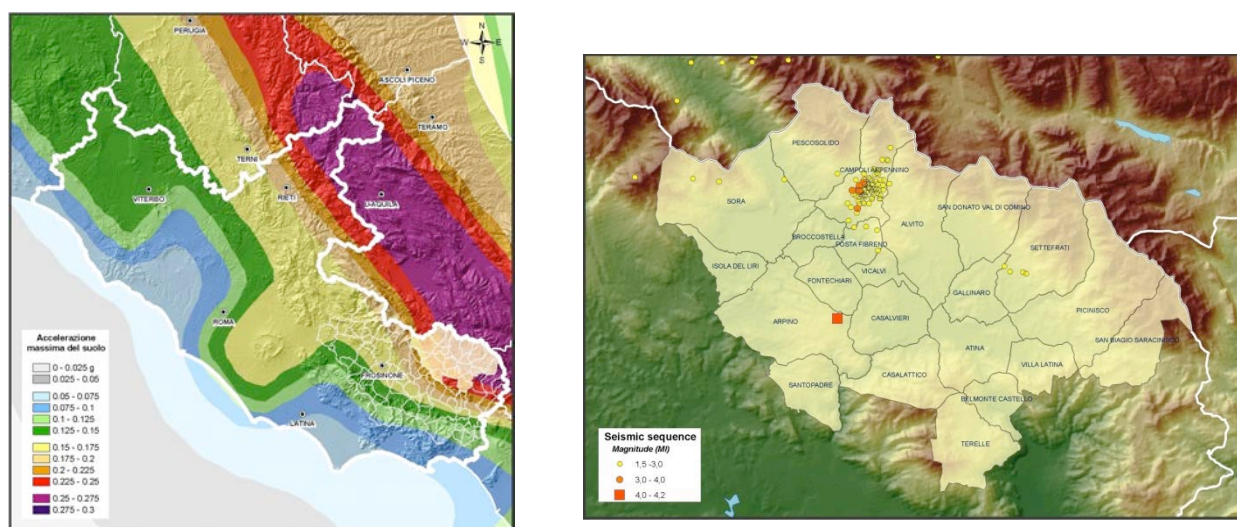 PERUGIA
N
W E
S
ASCOLI PICENO
TERAMO
TERNI
RIETI
L'AQUILA
VITERBO
ROMA
FROSINONE
LATINA
Accelerazione
massima del suolo
0 - 0.025 g
0.025 - 0.05
0.05 - 0.075
0.075 - 0.1
0.1 - 0.125
0.125 - 0.15
0.15 - 0.175
0.175 - 0.2
0.2 - 0.225
0.225 - 0.25
0.25 - 0.275
0.275 - 0.3
PESCOSOLIDO
CAMPOLI APENNINO
SORA
SAN DONATO VAL DI COMINO
ALVITO
BROCCOSTELLA
POSTA FIBRENO
SETTEFRATI
ISOLA DEL LIRI
VICALVI
FONTECHIARI
GALLINARO
PICINISCO
ARPINO
CASALVIERI
SAN BIAGIO SARACINISCO
ATINA
VILLA LATINA
CASALATTICO
SANTOPADRE
BELMONTE CASTELLO
TERELLE
Seismic sequence
Magnitude (Ml)
1,5 -3,0
3,0 - 4,0
4,0 - 4,2